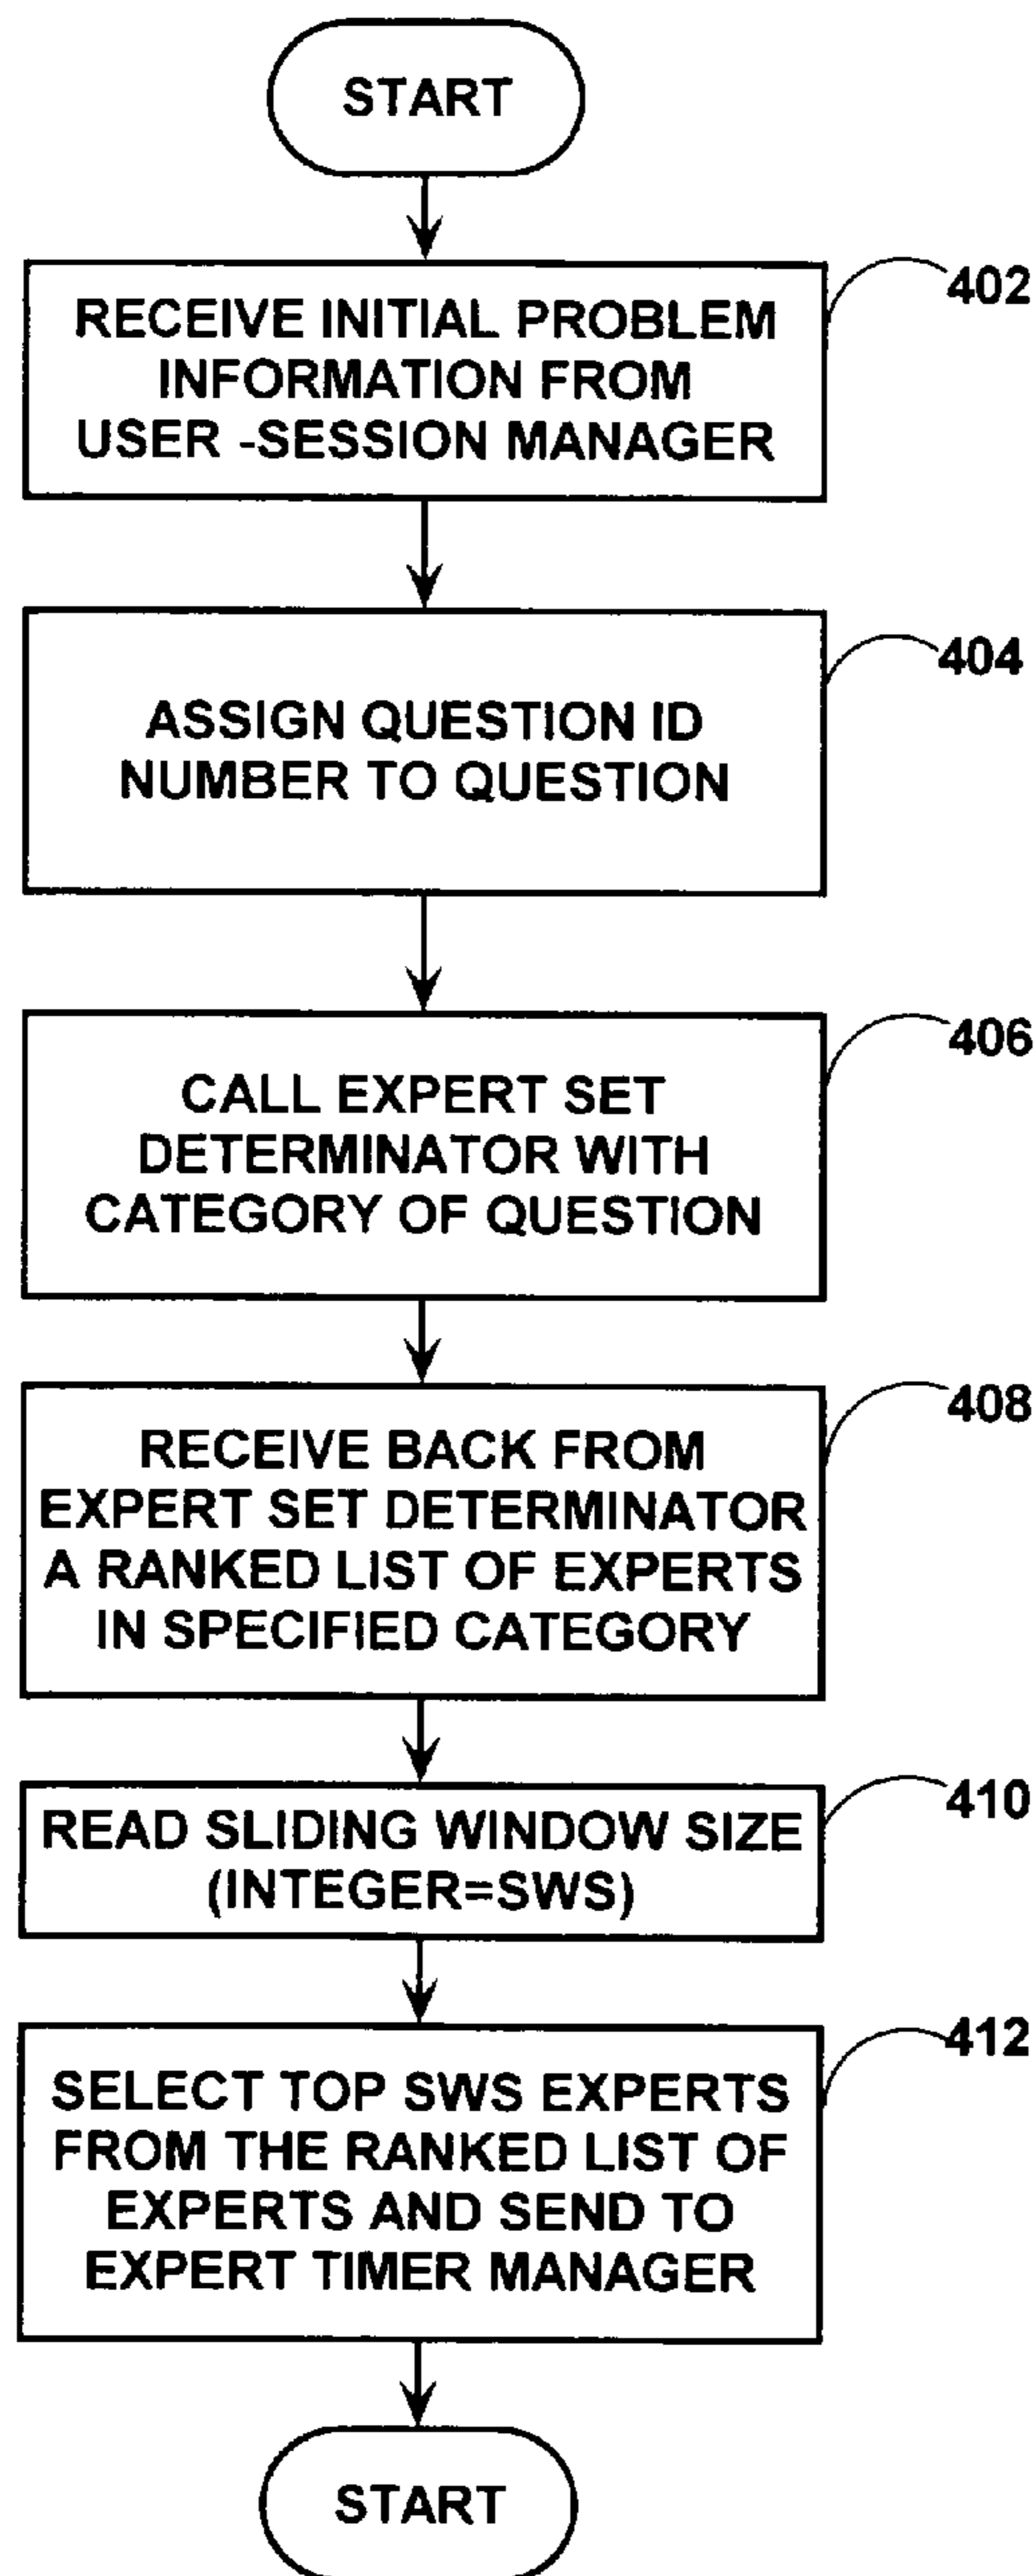 START
RECEIVE INITIAL PROBLEM
INFORMATION FROM
USER -SESSION MANAGER
402
ASSIGN QUESTION ID
NUMBER TO QUESTION
404
CALL EXPERT SET
DETERMINATOR WITH
CATEGORY OF QUESTION
406
RECEIVE BACK FROM
EXPERT SET DETERMINATOR
A RANKED LIST OF EXPERTS
IN SPECIFIED CATEGORY
408
READ SLIDING WINDOW SIZE
(INTEGER=SWS)
410
SELECT TOP SWS EXPERTS
FROM THE RANKED LIST OF
EXPERTS AND SEND TO
EXPERT TIMER MANAGER
412
START